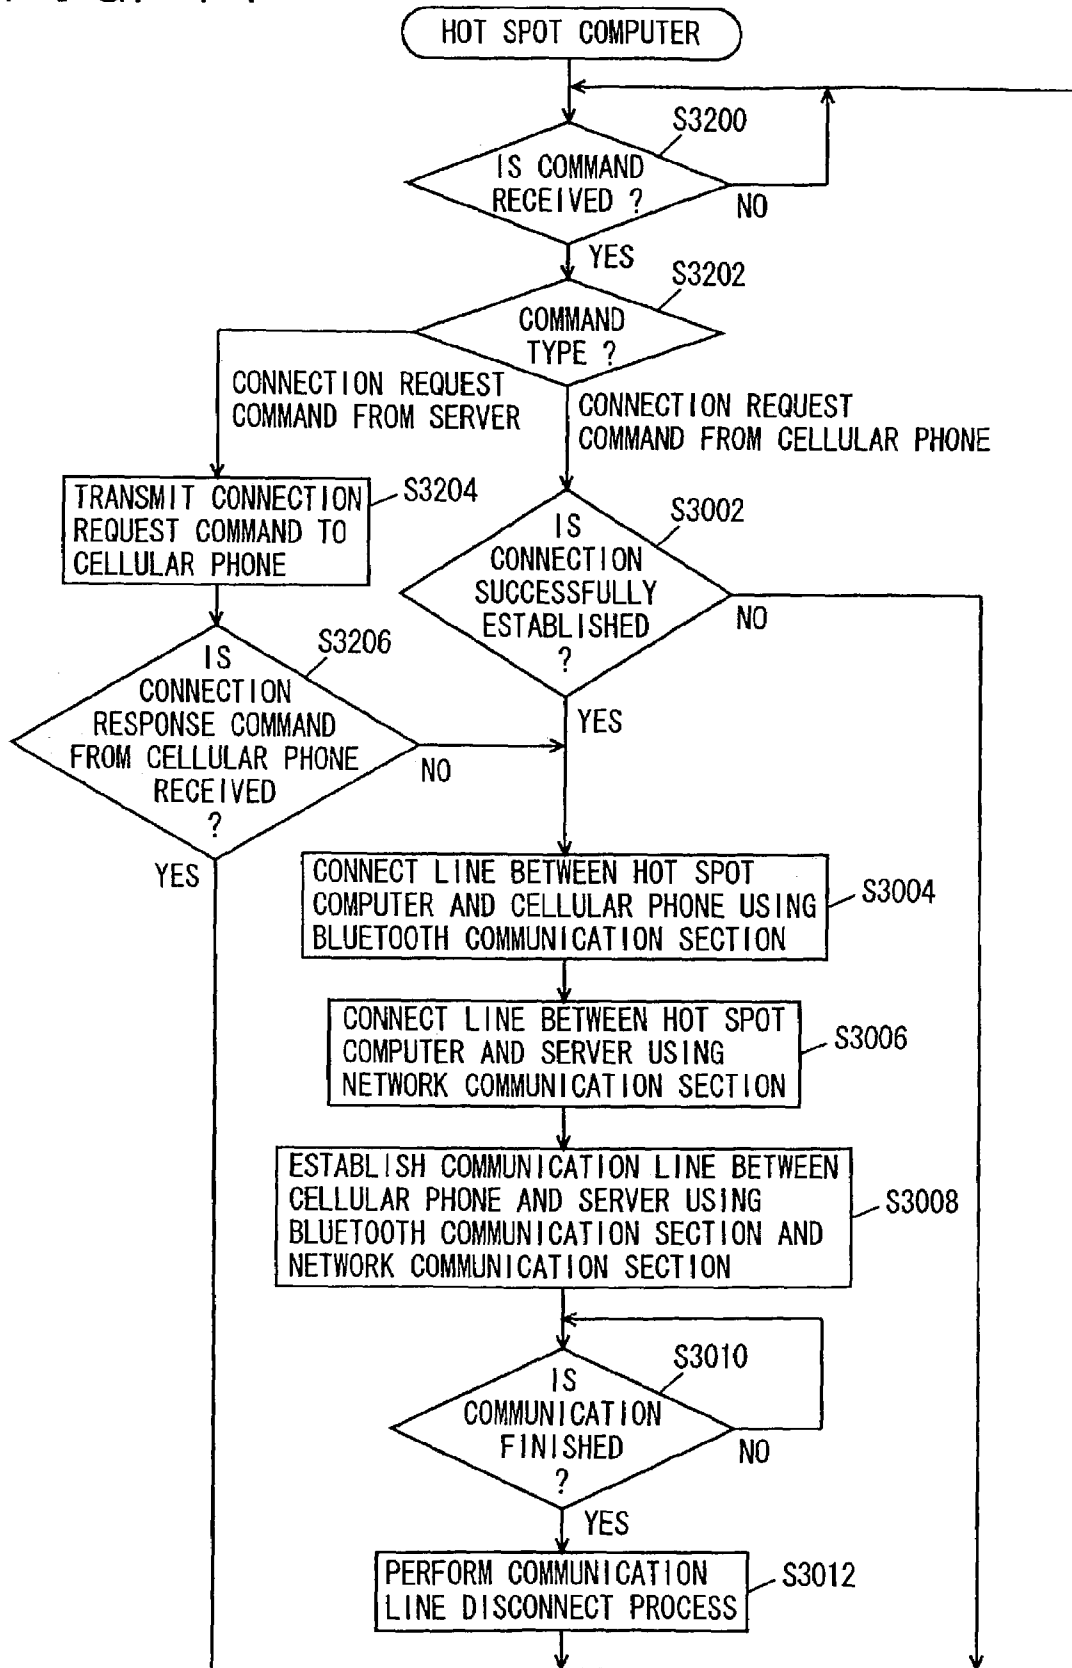 HOT SPOT COMPUTER
S3200
IS COMMAND
RECEIVED ?
NO
YES
S3202
COMMAND
TYPE ?
CONNECTION REQUEST
COMMAND FROM SERVER
CONNECTION REQUEST
COMMAND FROM CELLULAR PHONE
TRANSMIT CONNECTION
REQUEST COMMAND TO
CELLULAR PHONE
S3204
S3002
IS
CONNECTION
SUCCESSFULLY
ESTABLISHED
?
NO
YES
S3206
IS
CONNECTION
RESPONSE COMMAND
FROM CELLULAR PHONE
RECEIVED
?
NO
YES
CONNECT LINE BETWEEN HOT SPOT
COMPUTER AND CELLULAR PHONE USING
BLUETOOTH COMMUNICATION SECTION
S3004
CONNECT LINE BETWEEN HOT SPOT
COMPUTER AND SERVER USING
NETWORK COMMUNICATION SECTION
S3006
ESTABLISH COMMUNICATION LINE BETWEEN
CELLULAR PHONE AND SERVER USING
BLUETOOTH COMMUNICATION SECTION AND
NETWORK COMMUNICATION SECTION
S3008
S3010
IS
COMMUNICATION
FINISHED
?
NO
YES
PERFORM COMMUNICATION
LINE DISCONNECT PROCESS
S3012